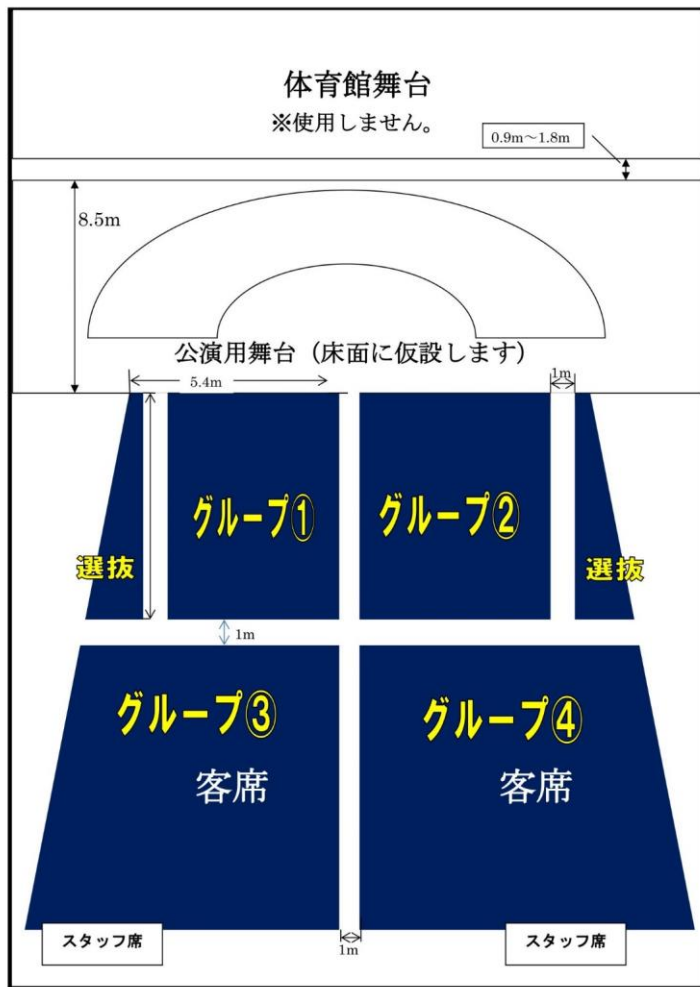 体育館舞台
※使用しません。
0.9m～1.8m
8.5m
公演用舞台（床面に仮設します）
5.4m
1m
グループ①
グループ②
選抜
選抜
1m
グループ③
グループ④
客席
客席
スタッフ席
1m
スタッフ席